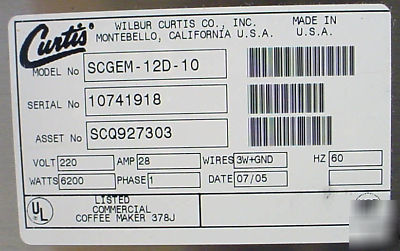 Curtis
WILBUR CURTIS CO., INC.
MONTEBELLO, CALIFORNIA U.S.A.
MADE IN
U.S.A.
MODEL No SCGEM-12D-10
SERIAL No 10741918
ASSET No SCQ927303
VOLT 220 AMP 28 WIRES 3W+GND HZ 60
WATTS 6200 PHASE 1 DATE 07/05
UL
LISTED
COMMERCIAL
COFFEE MAKER 378J